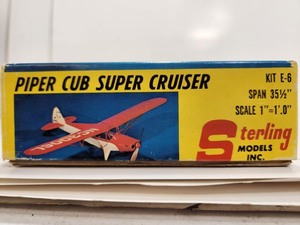 PIPER CUB SUPER CRUISER
KIT E-6
SPAN 35½"
SCALE 1"=1'.0"
Sterling
MODELS
INC.